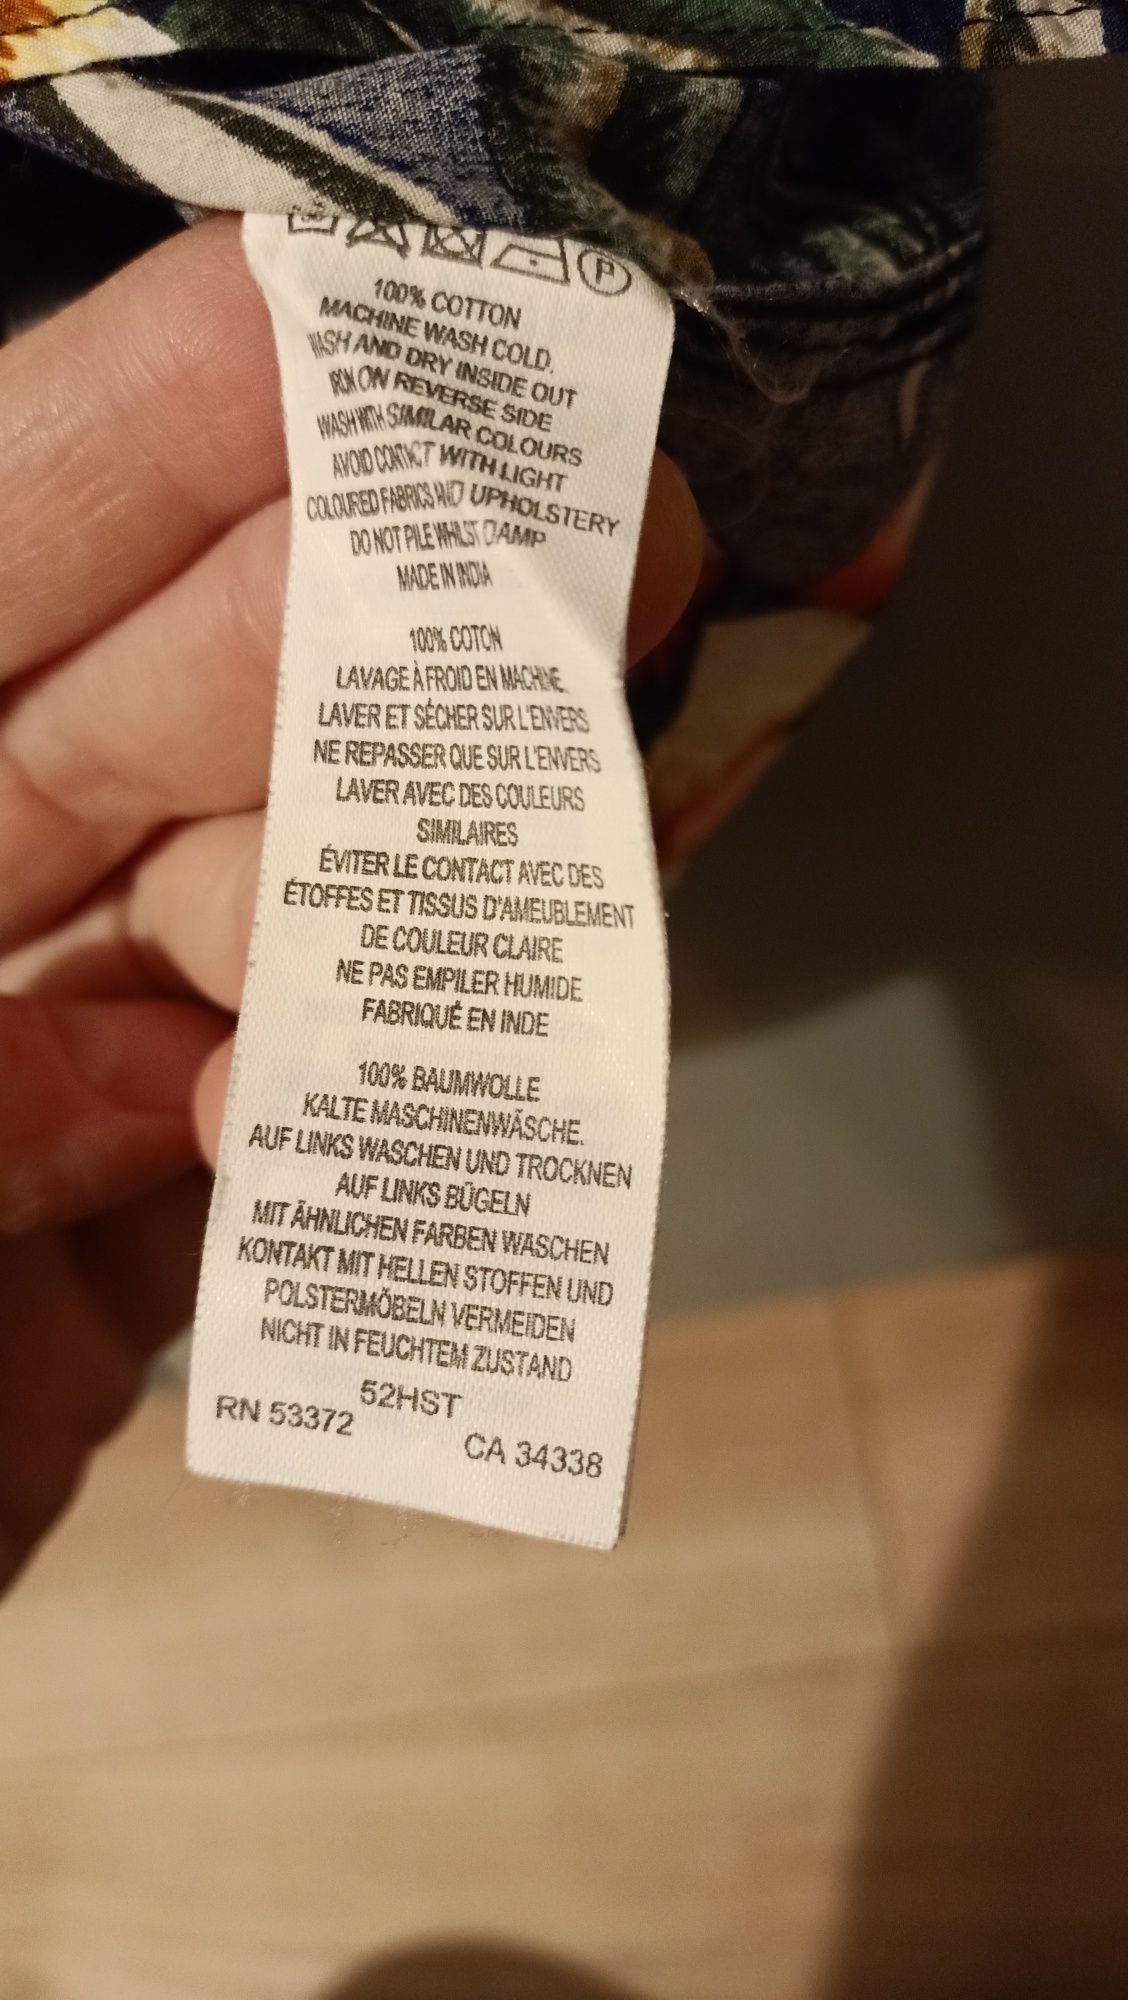 P
100% COTTON
MACHINE WASH COLD.
WASH AND DRY INSIDE OUT
IRON ON REVERSE SIDE
WASH WITH SIMILAR COLOURS
AVOID CONTACT WITH LIGHT
COLOURED FABRICS AND UPHOLSTERY
DO NOT PILE WHILST DAMP
MADE IN INDIA
100% COTON
LAVAGE À FROID EN MACHINE.
LAVER ET SÉCHER SUR L'ENVERS
NE REPASSER QUE SUR L'ENVERS
LAVER AVEC DES COULEURS
SIMILAIRES
ÉVITER LE CONTACT AVEC DES
ÉTOFFES ET TISSUS D'AMEUBLEMENT
DE COULEUR CLAIRE
NE PAS EMPILER HUMIDE
FABRIQUÉ EN INDE
100% BAUMWOLLE
KALTE MASCHINENWÄSCHE.
AUF LINKS WASCHEN UND TROCKNEN
AUF LINKS BÜGELN
MIT ÄHNLICHEN FARBEN WASCHEN
KONTAKT MIT HELLEN STOFFEN UND
POLSTERMÖBELN VERMEIDEN
NICHT IN FEUCHTEM ZUSTAND
52HST
RN 53372
CA 34338